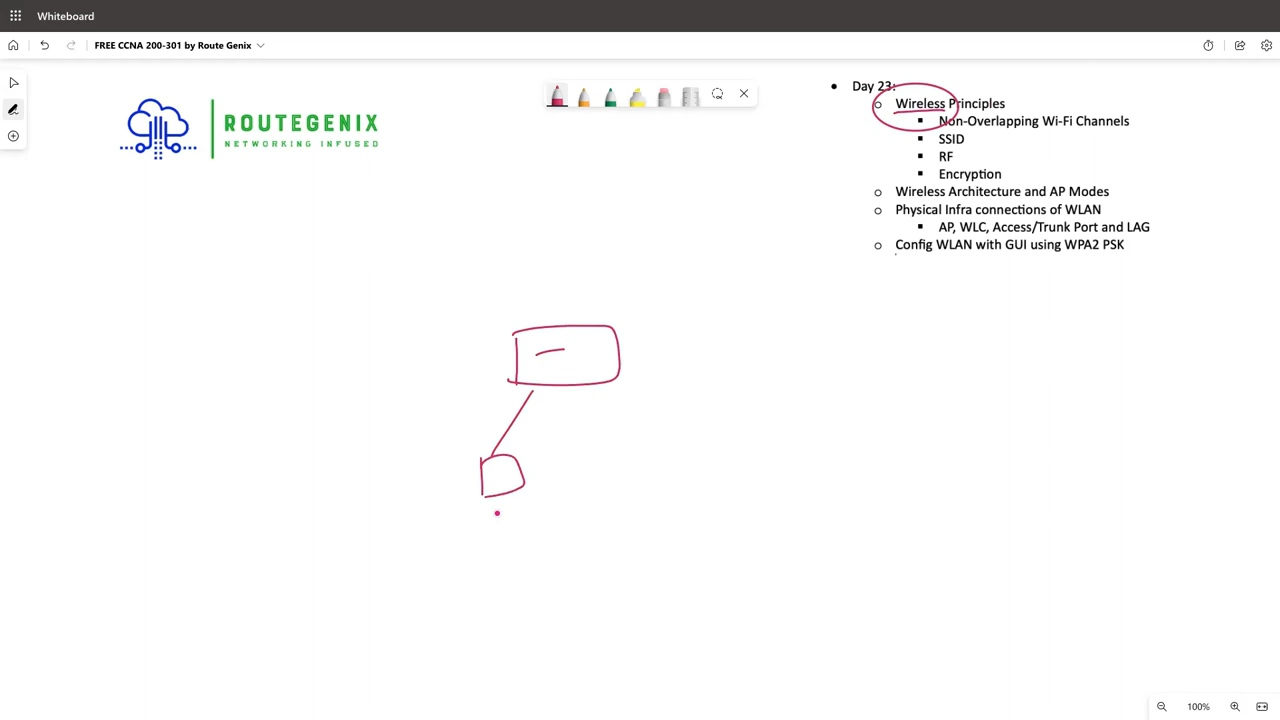 Whiteboard
FREE CCNA 200-301 by Route Genix
ROUTEGENIX
NETWORKING INFUSED
Day 23:
Wireless Principles
Non-Overlapping Wi-Fi Channels
SSID
RF
Encryption
Wireless Architecture and AP Modes
Physical Infra connections of WLAN
AP, WLC, Access/Trunk Port and LAG
Config WLAN with GUI using WPA2 PSK
100%